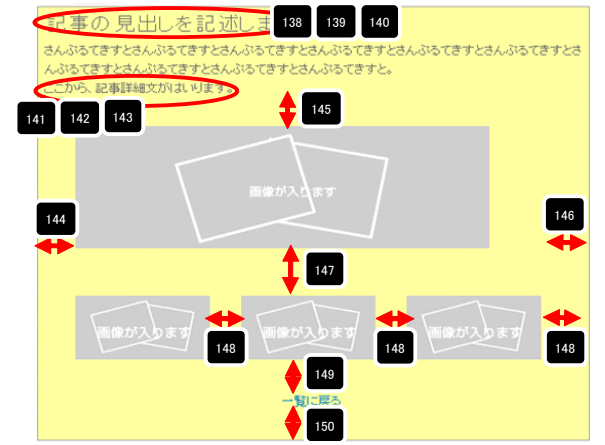 記事の見出しを記述しま
138 139 140
さんぷるてきすとさんぷるてきすとさんぷるてきすとさんぷるてきすとさんぷるてきすとさんぷるてきすとさ
んぷるてきすとさんぷるてきすとさんぷるてきすとさんぷるてきすと。
ここから、記事詳細文がはいります。
141 142 143
145
画像が入ります
144
146
147
画像が入ります 画像が入ります 画像が入ります
148 148 148
149
一覧に戻る
150